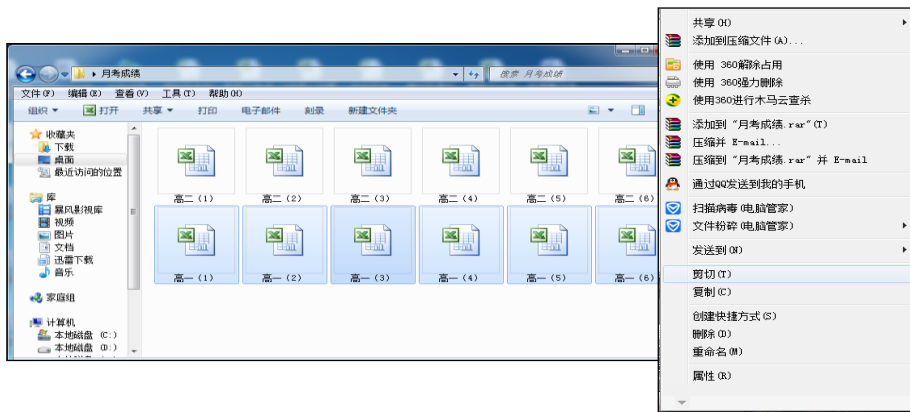 月考成绩
搜索 月考成绩
文件(F) 编辑(E) 查看(V) 工具(T) 帮助(H)
组织 打开 共享 打印 电子邮件 刻录 新建文件夹
收藏夹
下载
桌面
最近访问的位置
库
暴风影视库
视频
图片
文档
迅雷下载
音乐
家庭组
计算机
本地磁盘 (C:)
本地磁盘 (D:)
高二 (1) 高二 (2) 高二 (3) 高二 (4) 高二 (5) 高二 (6)
高一 (1) 高一 (2) 高一 (3) 高一 (4) 高一 (5) 高一 (6)
共享(H)
添加到压缩文件(A)...
使用 360解除占用
使用 360强力删除
使用360进行木马云查杀
添加到 "月考成绩.rar"(T)
压缩并 E-mail...
压缩到 "月考成绩.rar" 并 E-mail
通过QQ发送到我的手机
扫描病毒(电脑管家)
文件粉碎(电脑管家)
发送到(N)
剪切(T)
复制(C)
创建快捷方式(S)
删除(D)
重命名(M)
属性(R)